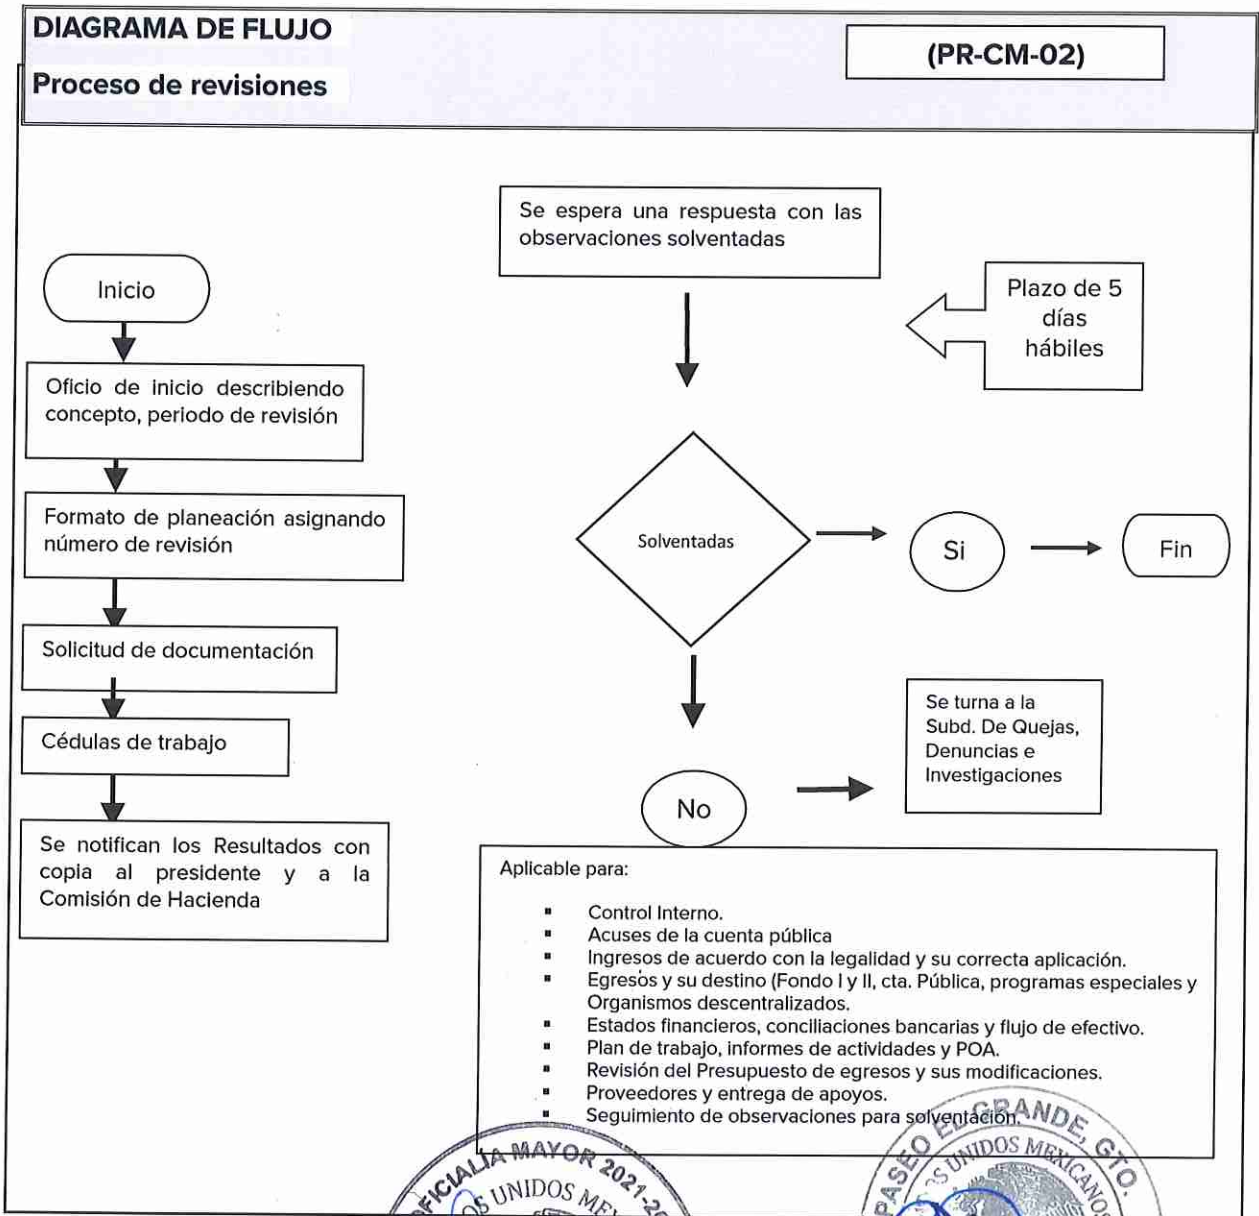 DIAGRAMA DE FLUJO
Proceso de revisiones
(PR-CM-02)
Inicio
Oficio de inicio describiendo
concepto, periodo de revisión
Formato de planeación asignando
número de revisión
Solicitud de documentación
Cédulas de trabajo
Se notifican los Resultados con
copia al presidente y a la
Comisión de Hacienda
Se espera una respuesta con las
observaciones solventadas
Plazo de 5
días
hábiles
Solventadas
Si
Fin
No
Se turna a la
Subd. De Quejas,
Denuncias e
Investigaciones
Aplicable para:
▪ Control Interno.
▪ Acuses de la cuenta pública
▪ Ingresos de acuerdo con la legalidad y su correcta aplicación.
▪ Egresos y su destino (Fondo I y II, cta. Pública, programas especiales y
Organismos descentralizados.
▪ Estados financieros, conciliaciones bancarias y flujo de efectivo.
▪ Plan de trabajo, informes de actividades y POA.
▪ Revisión del Presupuesto de egresos y sus modificaciones.
▪ Proveedores y entrega de apoyos.
▪ Seguimiento de observaciones para solventación.
OFICIALÍA MAYOR 2021-20
OS UNIDOS MEX
PASEO EL GRANDE, GTO.
OS UNIDOS MEXICANOS